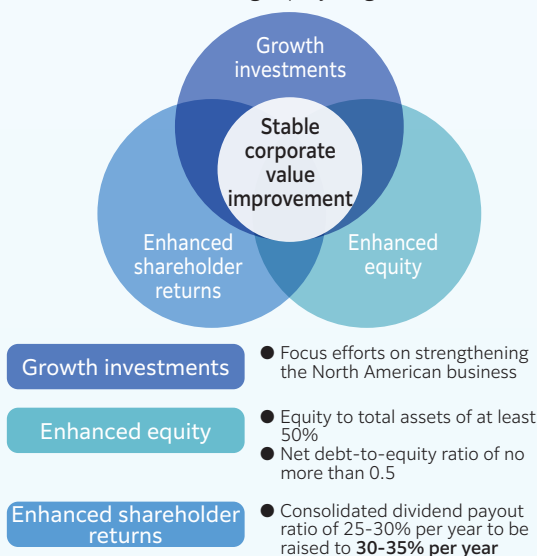 Growth
investments
Stable
corporate
value
improvement
Enhanced
shareholder
returns
Enhanced
equity
Growth investments
● Focus efforts on strengthening
the North American business
Enhanced equity
● Equity to total assets of at least
50%
● Net debt-to-equity ratio of no
more than 0.5
Enhanced shareholder
returns
● Consolidated dividend payout
ratio of 25-30% per year to be
raised to 30-35% per year